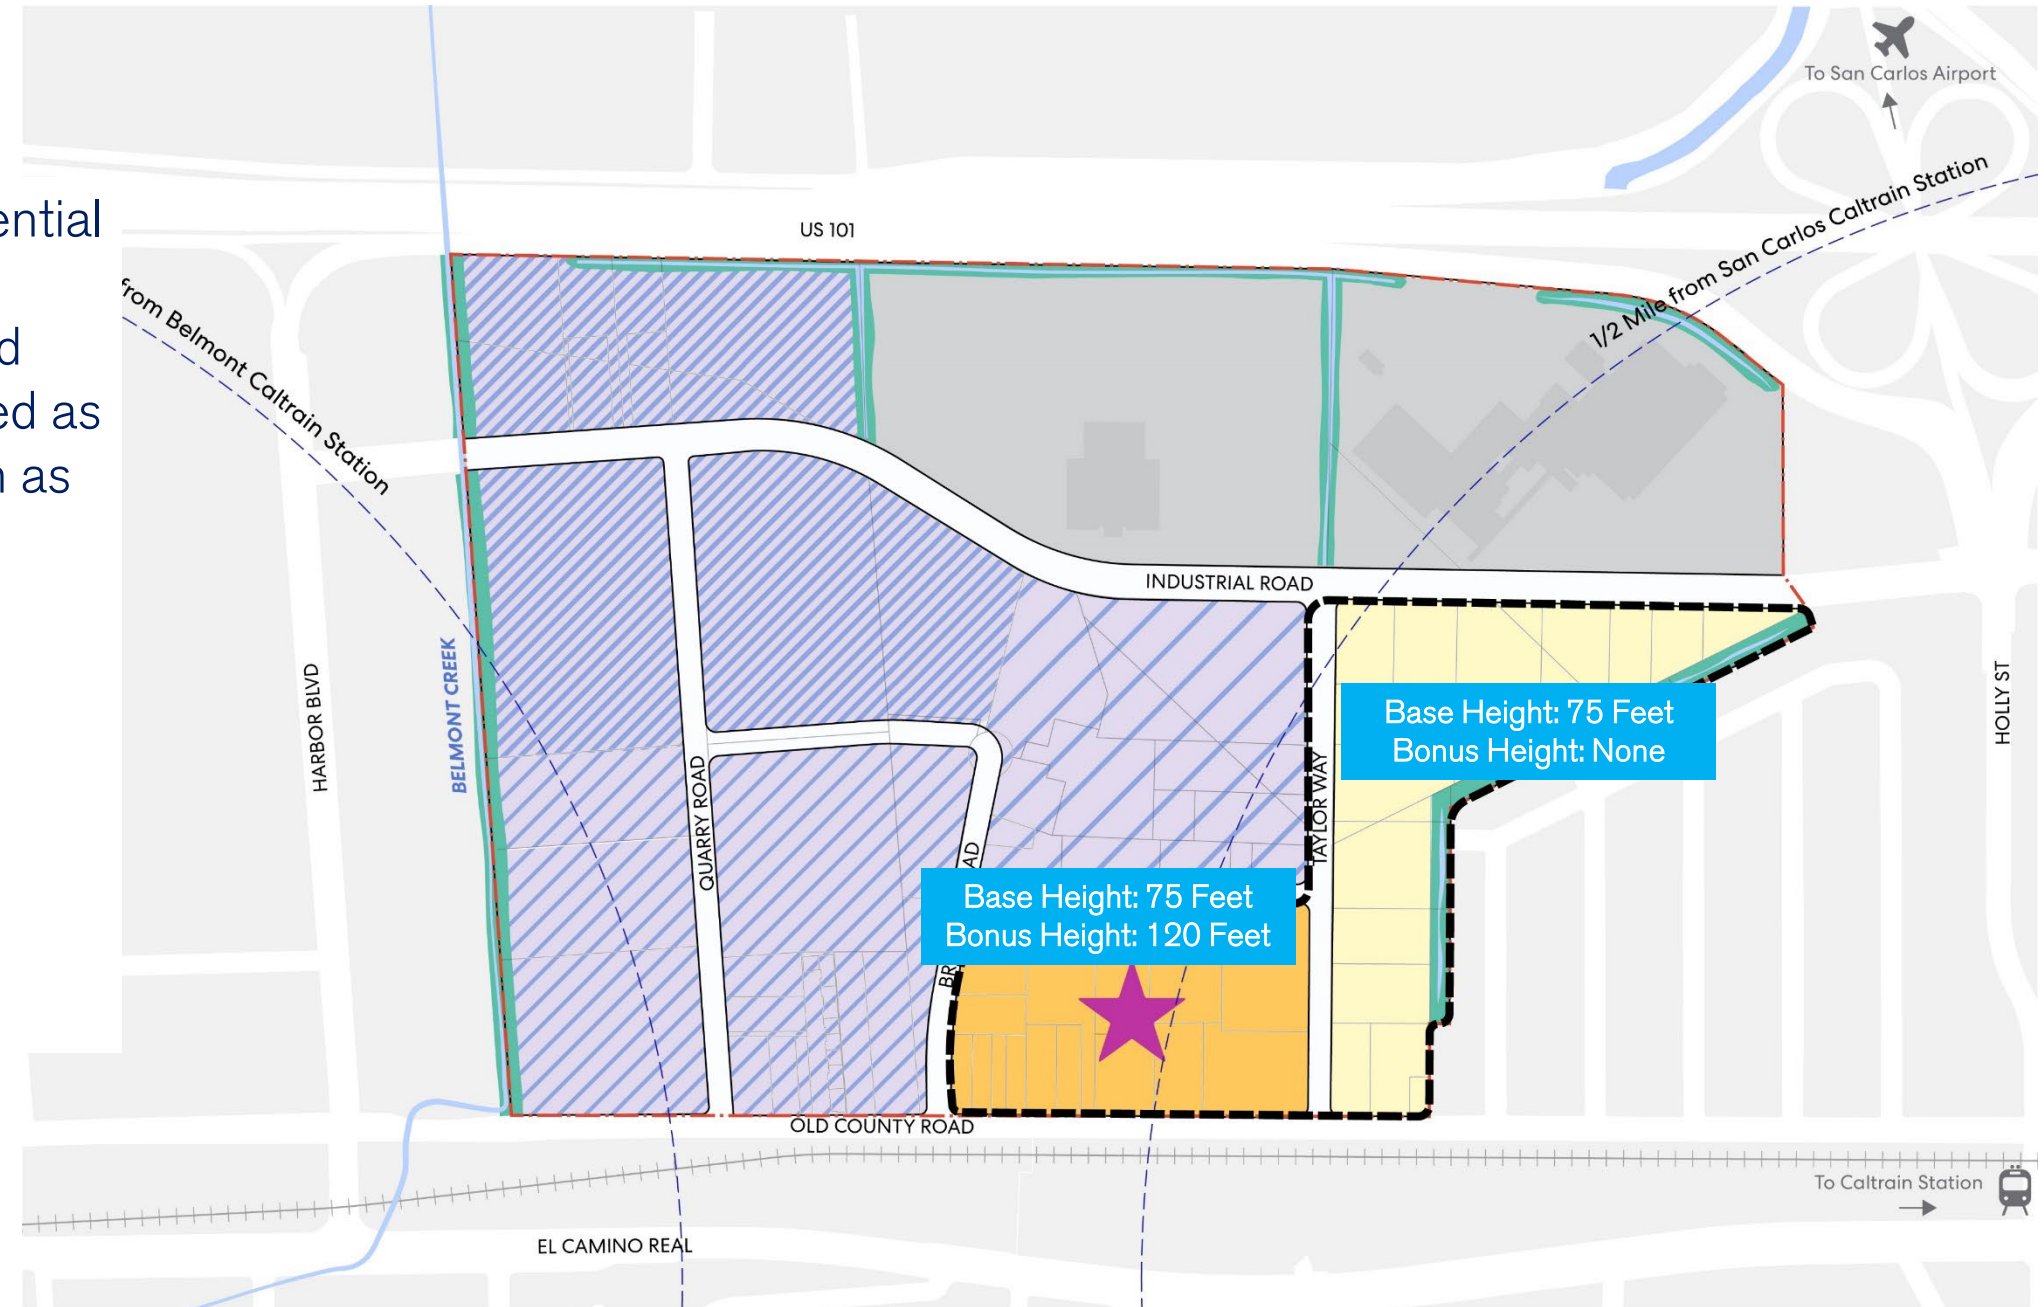 To San Carlos Airport
1/2 Mile from San Carlos Caltrain Station
US 101
ential
d
ed as
n as
from Belmont Caltrain Station
INDUSTRIAL ROAD
HARBOR BLVD
BELMONT CREEK
QUARRY ROAD
TAYLOR WAY
HOLLY ST
Base Height: 75 Feet
Bonus Height: None
AD
BR
Base Height: 75 Feet
Bonus Height: 120 Feet
OLD COUNTY ROAD
To Caltrain Station
EL CAMINO REAL